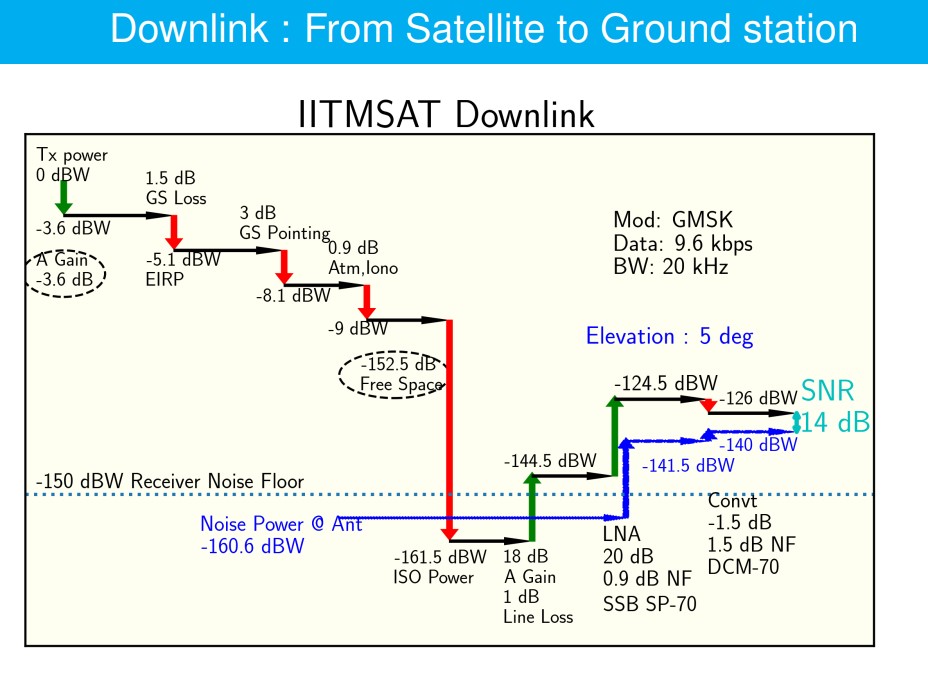 Downlink : From Satellite to Ground station
IITMSAT Downlink
Tx power
0 dBW
-3.6 dBW
A Gain
-3.6 dB
1.5 dB
GS Loss
-5.1 dBW
EIRP
3 dB
GS Pointing
-8.1 dBW
0.9 dB
Atm,Iono
-9 dBW
-152.5 dB
Free Space
Mod: GMSK
Data: 9.6 kbps
BW: 20 kHz
Elevation : 5 deg
-150 dBW Receiver Noise Floor
Noise Power @ Ant
-160.6 dBW
-161.5 dBW
ISO Power
-144.5 dBW
18 dB
A Gain
1 dB
Line Loss
-124.5 dBW
-141.5 dBW
LNA
20 dB
0.9 dB NF
SSB SP-70
-126 dBW
-140 dBW
Convt
-1.5 dB
1.5 dB NF
DCM-70
SNR
14 dB